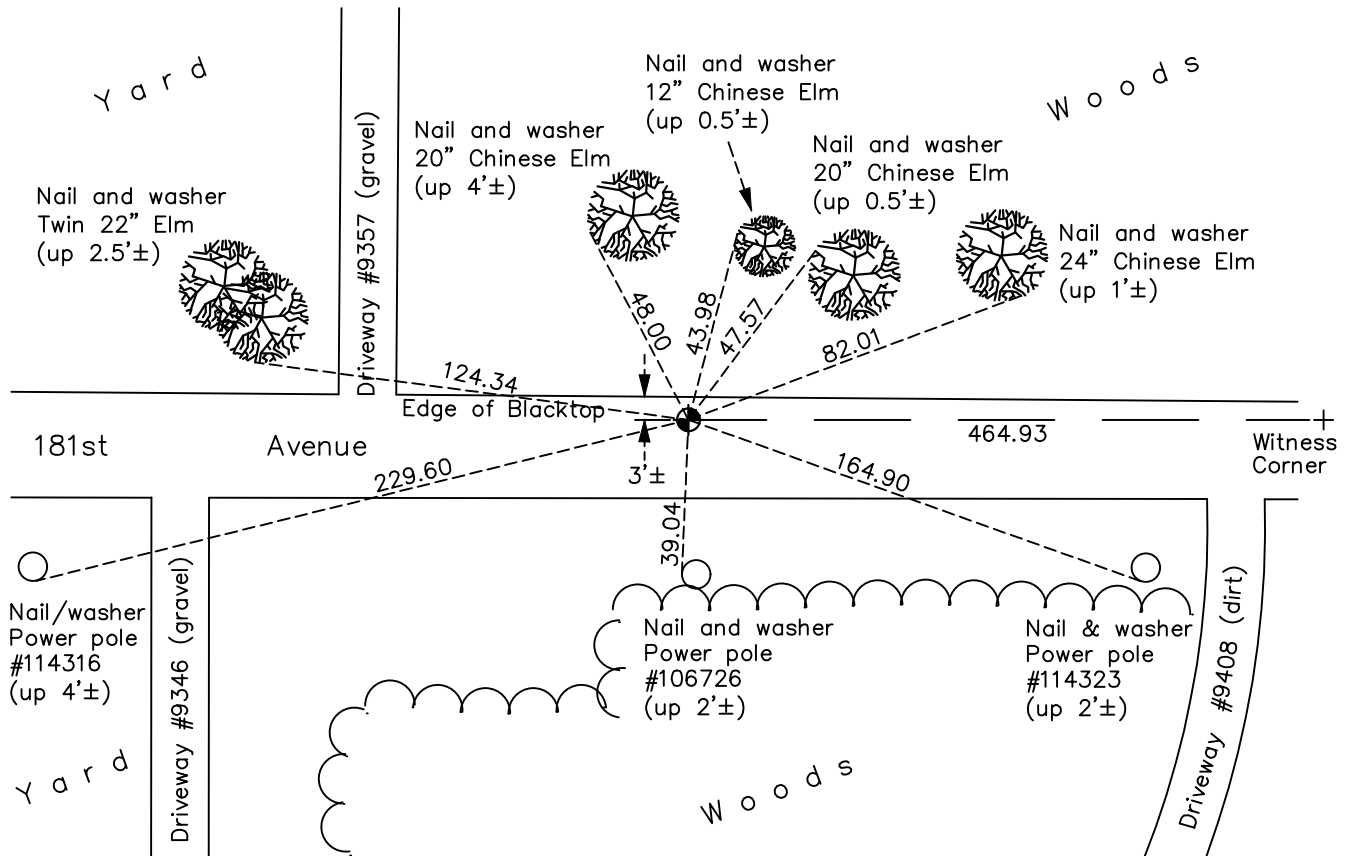 Yard
Woods
Nail and washer
12” Chinese Elm
(up 0.5’±)
Nail and washer
20” Chinese Elm
(up 4’±)
Nail and washer
20” Chinese Elm
(up 0.5’±)
Nail and washer
Twin 22” Elm
(up 2.5’±)
Nail and washer
24” Chinese Elm
(up 1’±)
Driveway #9357 (gravel)
48.00
43.98
47.57
82.01
124.34
Edge of Blacktop
181st Avenue
464.93
Witness
Corner
229.60
3’±
164.90
39.04
Nail/washer
Power pole
#114316
(up 4’±)
Driveway #9346 (gravel)
Nail and washer
Power pole
#106726
(up 2’±)
Nail & washer
Power pole
#114323
(up 2’±)
Driveway #9408 (dirt)
Yard
Woods